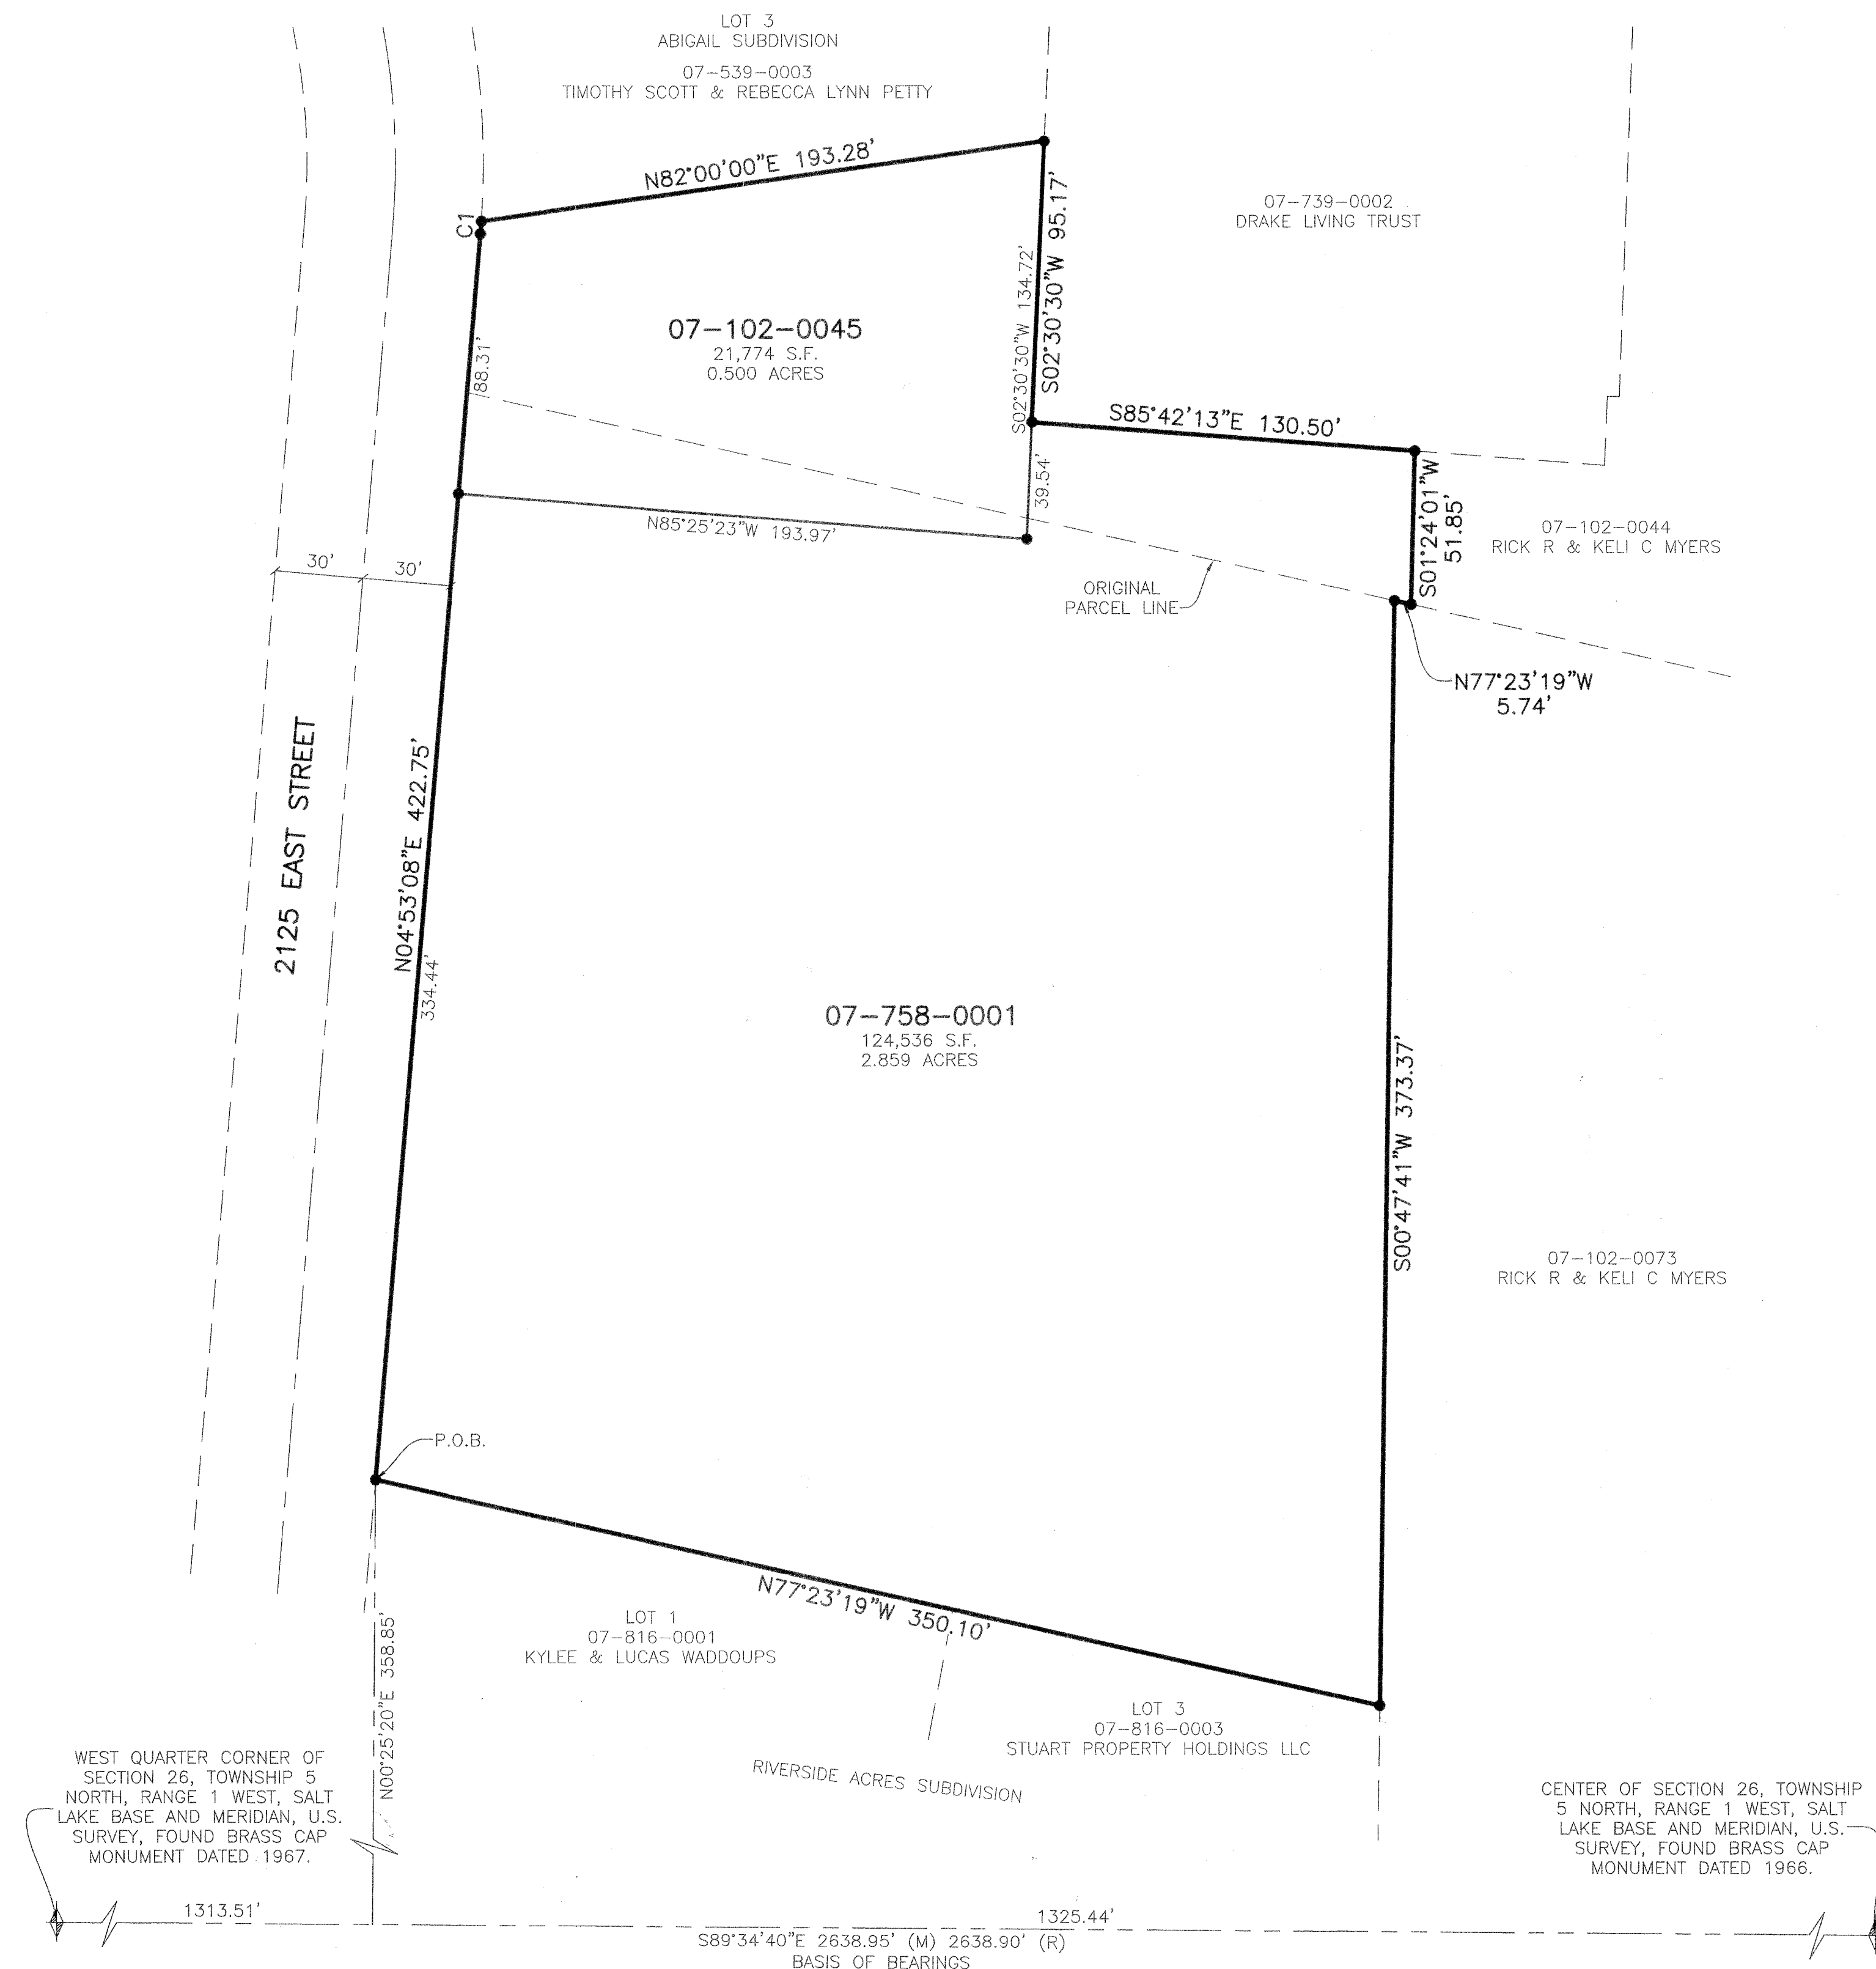 LOT 3
ABIGAIL SUBDIVISION
07-539-0003
TIMOTHY SCOTT & REBECCA LYNN PETTY
N82°00'00"E 193.28'
C1
S02°30'30"W 95.17'
S02°30'30"W 134.72'
07-739-0002
DRAKE LIVING TRUST
07-102-0045
21,774 S.F.
0.500 ACRES
88.31'
S85°42'13"E 130.50'
39.54'
S01°24'01"W
51.85'
N85°25'23"W 193.97'
07-102-0044
RICK R & KELI C MYERS
30'
30'
ORIGINAL
PARCEL LINE
N77°23'19"W
5.74'
2125 EAST STREET
N04°53'08"E 422.75'
334.44'
07-758-0001
124,536 S.F.
2.859 ACRES
S00°47'41"W 373.37'
07-102-0073
RICK R & KELI C MYERS
P.O.B.
N77°23'19"W 350.10'
LOT 1
07-816-0001
KYLEE & LUCAS WADDOUPS
N00°25'20"E 358.85'
LOT 3
07-816-0003
STUART PROPERTY HOLDINGS LLC
RIVERSIDE ACRES SUBDIVISION
WEST QUARTER CORNER OF
SECTION 26, TOWNSHIP 5
NORTH, RANGE 1 WEST, SALT
LAKE BASE AND MERIDIAN, U.S.
SURVEY, FOUND BRASS CAP
MONUMENT DATED 1967.
CENTER OF SECTION 26, TOWNSHIP
5 NORTH, RANGE 1 WEST, SALT
LAKE BASE AND MERIDIAN, U.S.
SURVEY, FOUND BRASS CAP
MONUMENT DATED 1966.
1313.51'
1325.44'
S89°34'40"E 2638.95' (M) 2638.90' (R)
BASIS OF BEARINGS